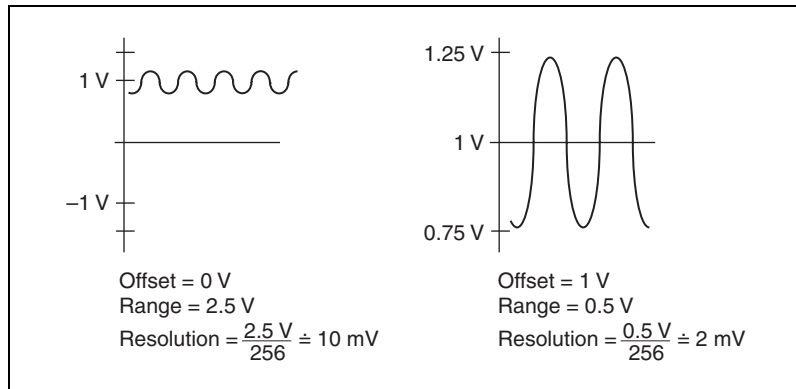 1 V
–1 V
Offset = 0 V
Range = 2.5 V
Resolution = 2.5 V / 256 ≐ 10 mV
1.25 V
1 V
0.75 V
Offset = 1 V
Range = 0.5 V
Resolution = 0.5 V / 256 ≐ 2 mV